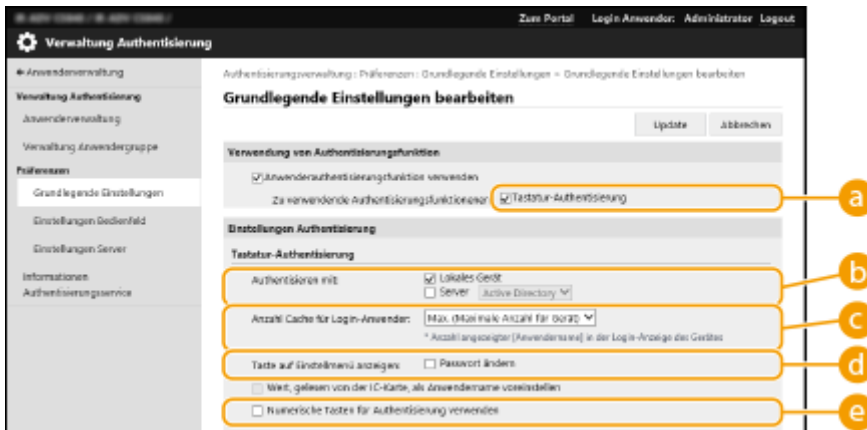 Zum Portal Login Anwender: Administrator Logout
Verwaltung Authentisierung
Anwenderverwaltung
Authentisierungsverwaltung : Präferenzen : Grundlegende Einstellungen > Grundlegende Einstellungen bearbeiten
Verwaltung Authentisierung
Grundlegende Einstellungen bearbeiten
Anwenderverwaltung
Update Abbrechen
Verwaltung Anwendergruppe
Verwendung von Authentisierungsfunktion
Präferenzen
Anwenderauthentisierungsfunktion verwenden
Grundlegende Einstellungen
Zu verwendende Authentisierungsfunktionen: Tastatur-Authentisierung
a
Einstellungen Bedienfeld
Einstellungen Authentisierung
Einstellungen Server
Tastatur-Authentisierung
Informationen
Authentisierungsservice
Authentisieren mit: Lokales Gerät
Server Active Directory
b
Anzahl Cache für Login-Anwender: Max. (Maximale Anzahl für Gerät)
* Anzahl angezeigter [Anwendername] in der Login-Anzeige des Gerätes
c
Taste auf Einstellmenü anzeigen: Passwort ändern
d
Wert, gelesen von der IC-Karte, als Anwendername voreinstellen
Numerische Tasten für Authentisierung verwenden
e